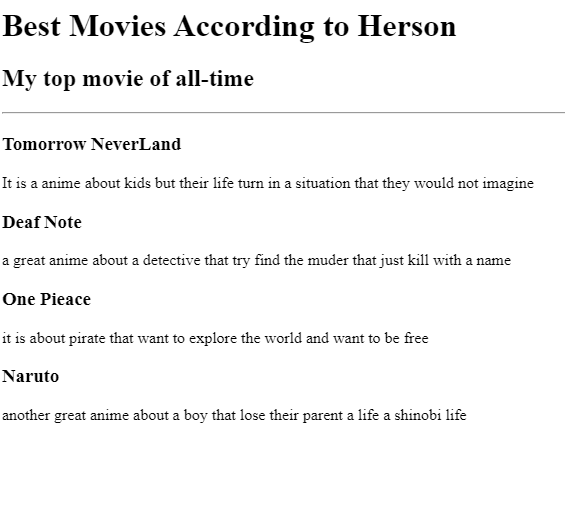 Best Movies According to Herson
My top movie of all-time
Tomorrow NeverLand
It is a anime about kids but their life turn in a situation that they would not imagine
Deaf Note
a great anime about a detective that try find the muder that just kill with a name
One Pieace
it is about pirate that want to explore the world and want to be free
Naruto
another great anime about a boy that lose their parent a life a shinobi life